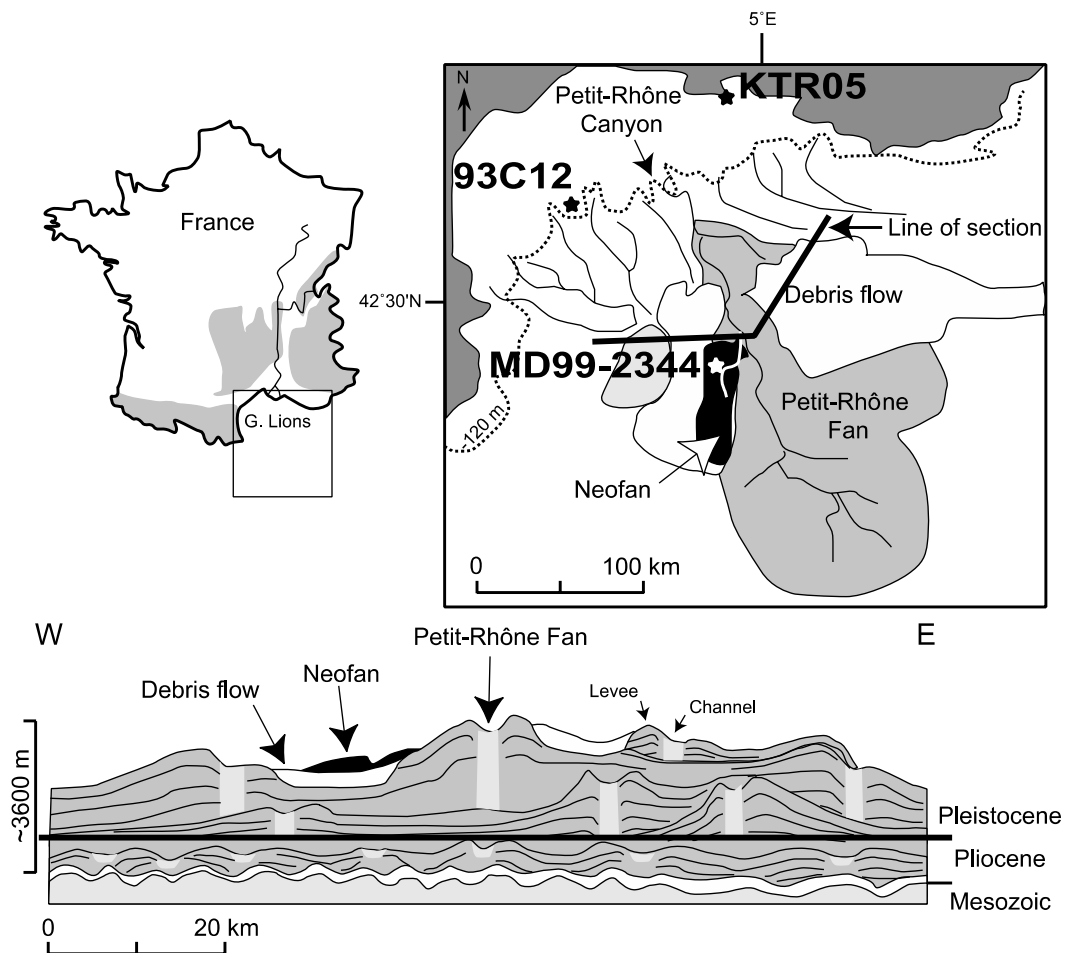 5°E
N
KTR05
Petit-Rhône
Canyon
93C12
France
Line of section
42°30'N
Debris flow
MD99-2344
G. Lions
Petit-Rhône
Fan
-120 m
Neofan
0 100 km
W
E
Petit-Rhône Fan
Neofan
Debris flow
Levee
Channel
~3600 m
Pleistocene
Pliocene
Mesozoic
0 20 km